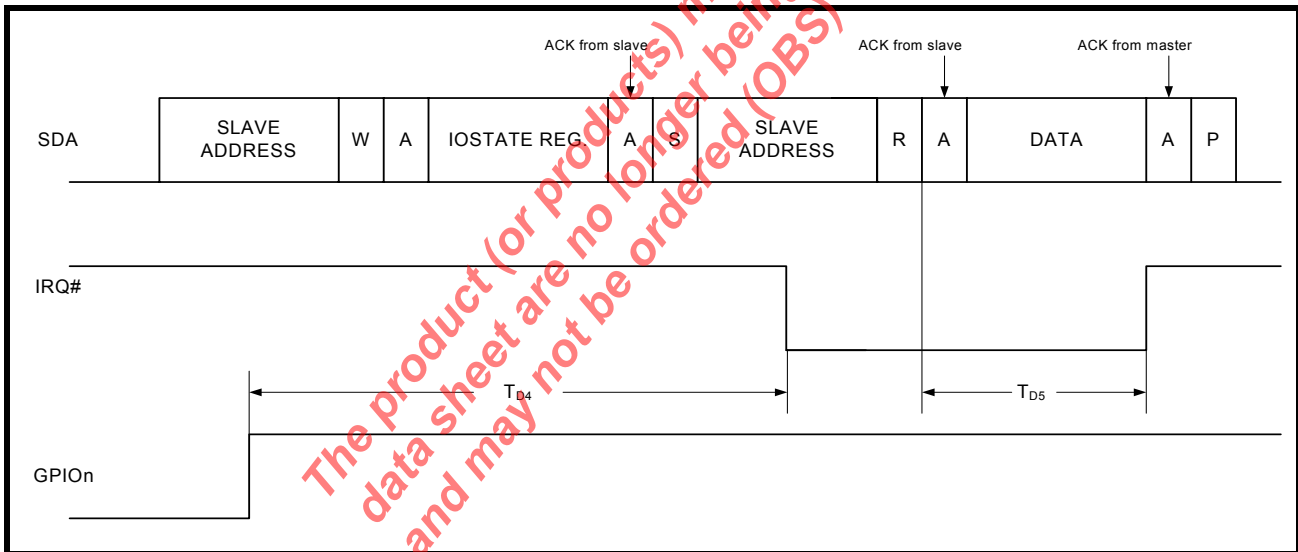 ACK from slave
ACK from slave
ACK from master
SDA
SLAVE
ADDRESS
W
A
IOSTATE REG.
A
S
SLAVE
ADDRESS
R
A
DATA
A
P
IRQ#
TD4
TD5
GPIOn
The product (or products) m
data sheet are no longer being
and may not be ordered (OBS)